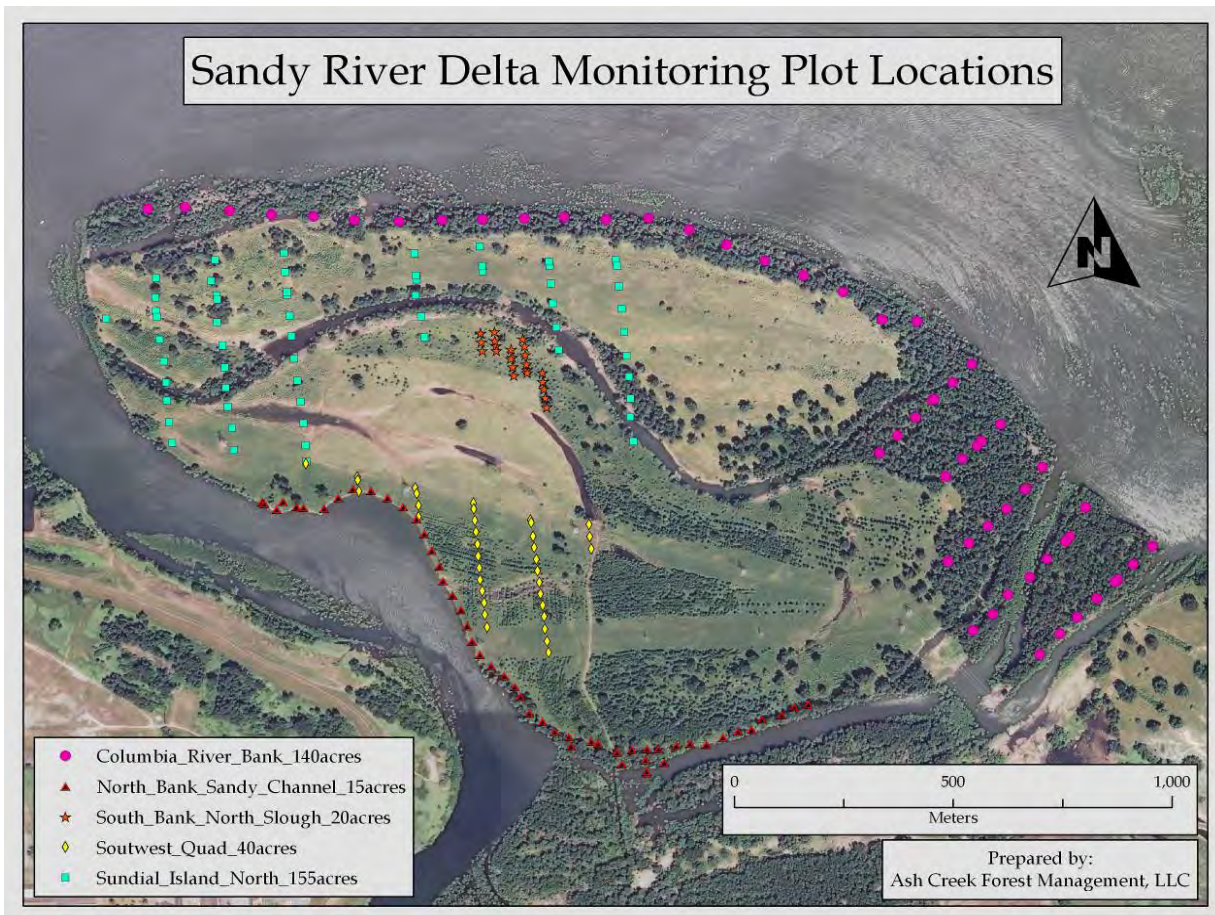 Sandy River Delta Monitoring Plot Locations
N
Columbia_River_Bank_140acres
North_Bank_Sandy_Channel_15acres
South_Bank_North_Slough_20acres
Soutwest_Quad_40acres
Sundial_Island_North_155acres
0 500 1,000
Meters
Prepared by:
Ash Creek Forest Management, LLC